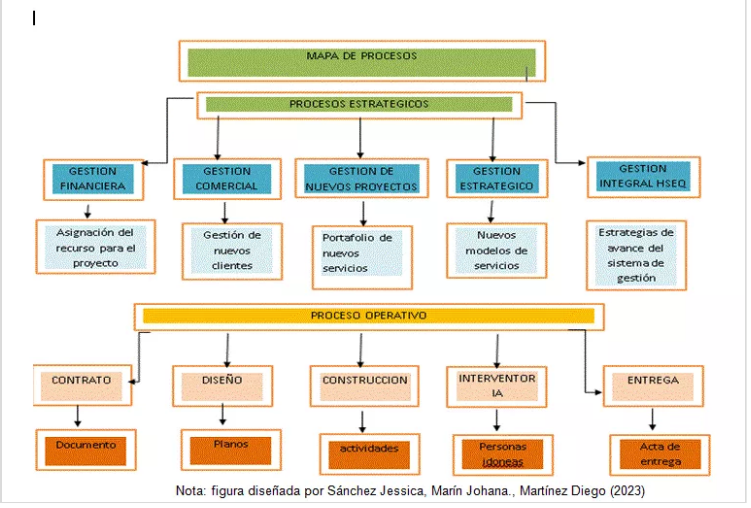 MAPA DE PROCESOS
PROCESOS ESTRATEGICOS
GESTION
FINANCIERA
GESTION
COMERCIAL
GESTION DE
NUEVOS PROYECTOS
GESTION
ESTRATEGICO
GESTION
INTEGRAL HSEQ
Asignación del
recurso para el
proyecto
Gestión de
nuevos
clientes
Portafolio de
nuevos
servicios
Nuevos
modelos de
servicios
Estrategias de
avance del
sistema de
gestión
PROCESO OPERATIVO
CONTRATO
DISEÑO
CONSTRUCCION
INTERVENTOR
IA
ENTREGA
Documento
Planos
actividades
Personas
idoneas
Acta de
entrega
Nota: figura diseñada por Sánchez Jessica, Marín Johana., Martínez Diego (2023)